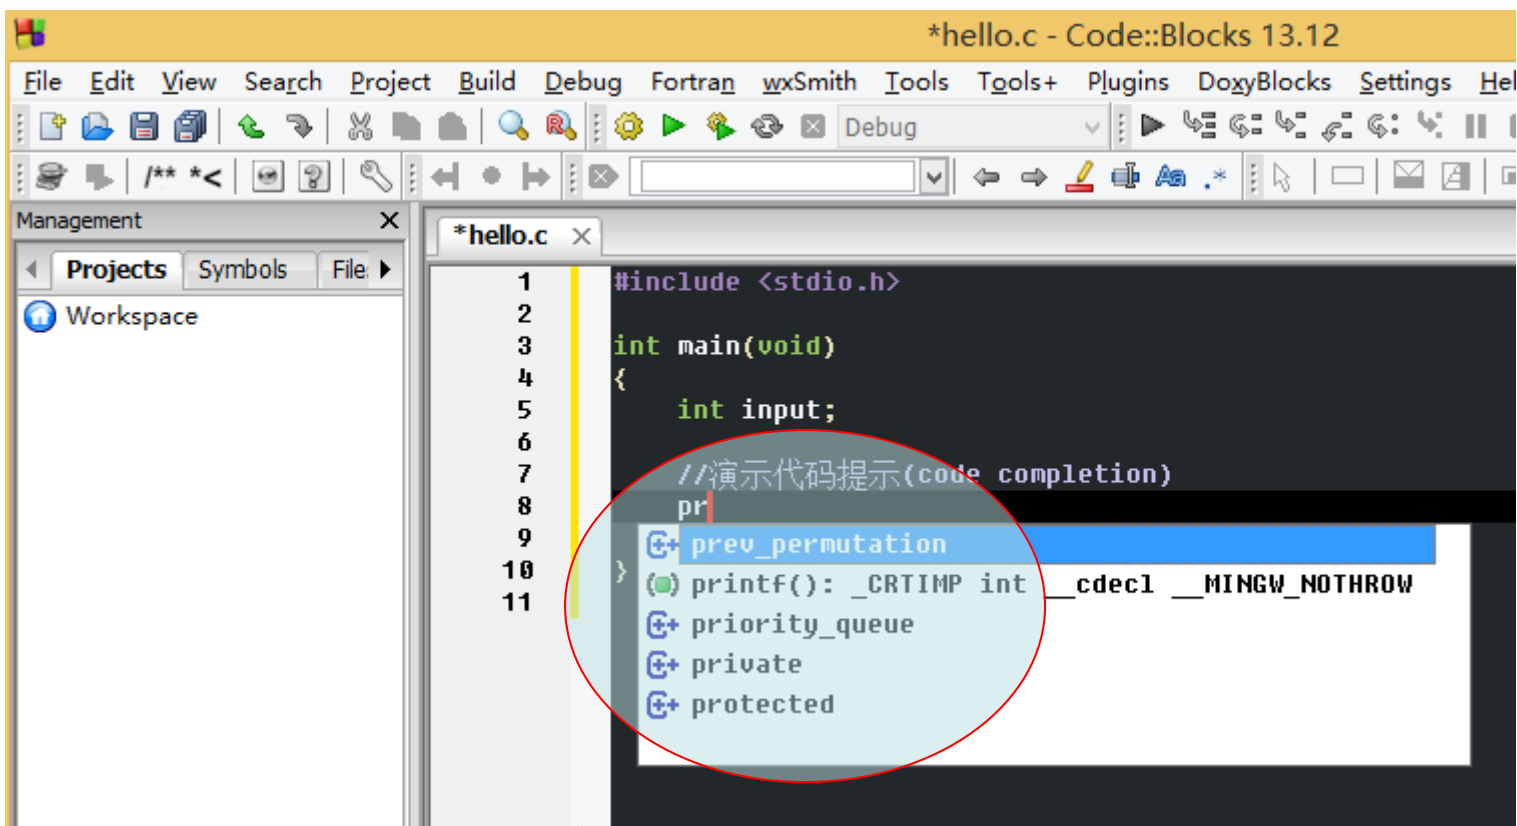 *hello.c - Code::Blocks 13.12
File Edit View Search Project Build Debug Fortran wxSmith Tools Tools+ Plugins DoxyBlocks Settings Hel
Debug
/** *<
Management
*hello.c
Projects Symbols File
Workspace
1 #include <stdio.h>
2
3 int main(void)
4 {
5 int input;
6
7 //演示代码提示(code completion)
8 pr
9
10 }
11
prev_permutation
printf(): _CRTIMP int __cdecl __MINGW_NOTHROW
priority_queue
private
protected